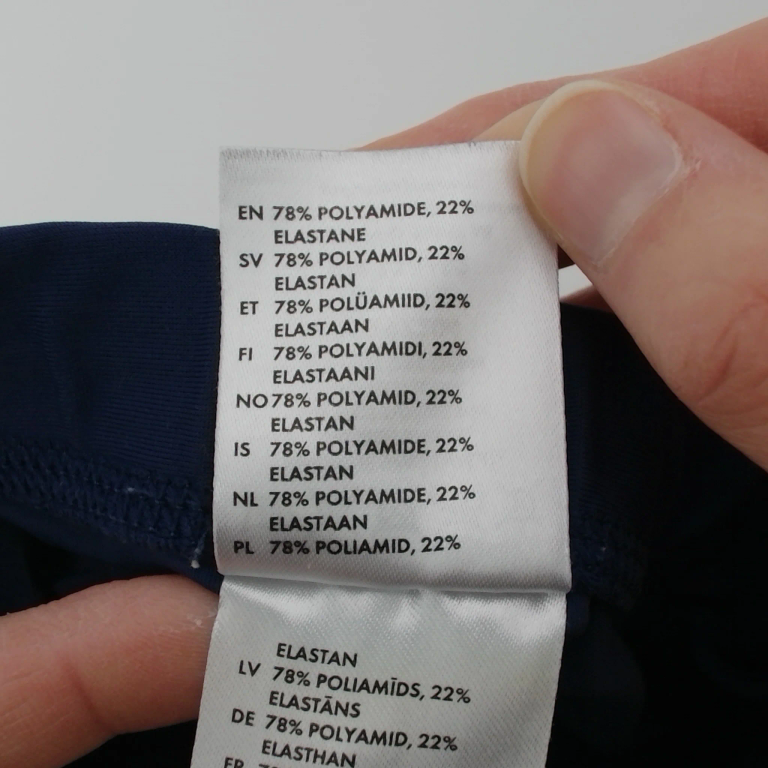 EN 78% POLYAMIDE, 22%
ELASTANE
SV 78% POLYAMID, 22%
ELASTAN
ET 78% POLÜAMIID, 22%
ELASTAAN
FI 78% POLYAMIDI, 22%
ELASTAANI
NO 78% POLYAMID, 22%
ELASTAN
IS 78% POLYAMIDE, 22%
ELASTAN
NL 78% POLYAMIDE, 22%
ELASTAAN
PL 78% POLIAMID, 22%
ELASTAN
LV 78% POLIAMĪDS, 22%
ELASTĀNS
DE 78% POLYAMID, 22%
ELASTHAN